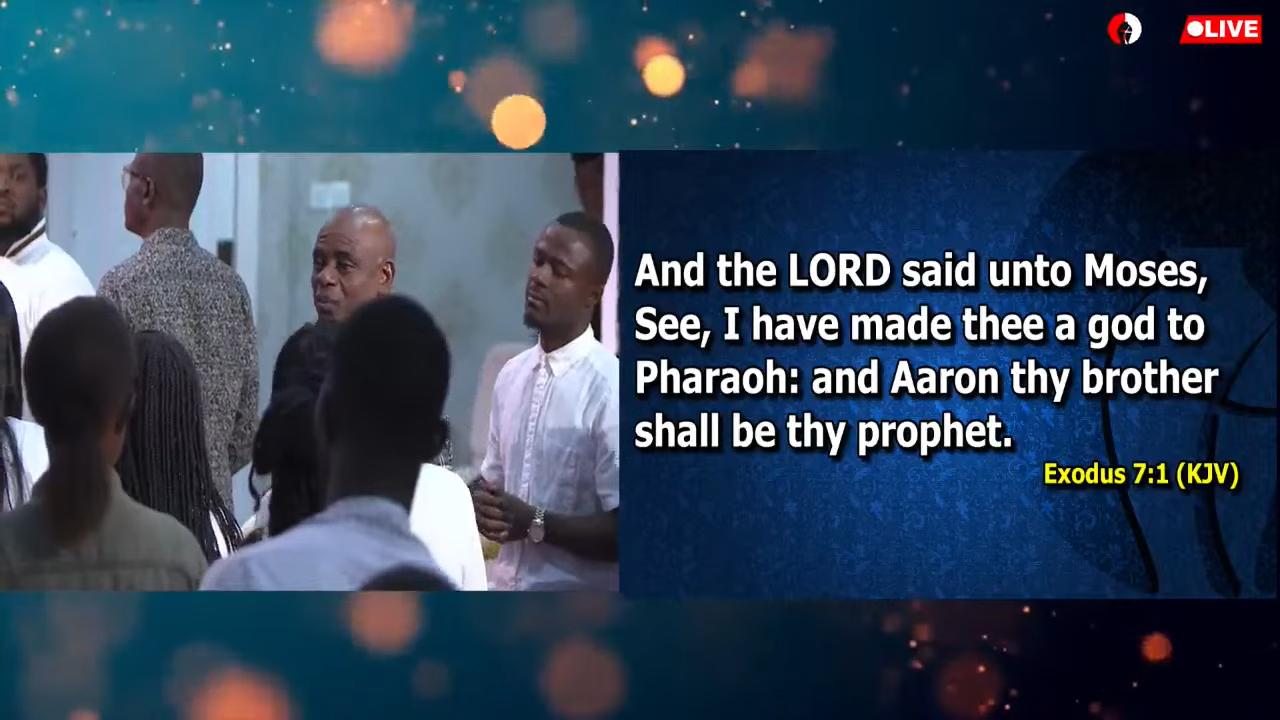 LIVE
And the LORD said unto Moses,
See, I have made thee a god to
Pharaoh: and Aaron thy brother
shall be thy prophet.
Exodus 7:1 (KJV)